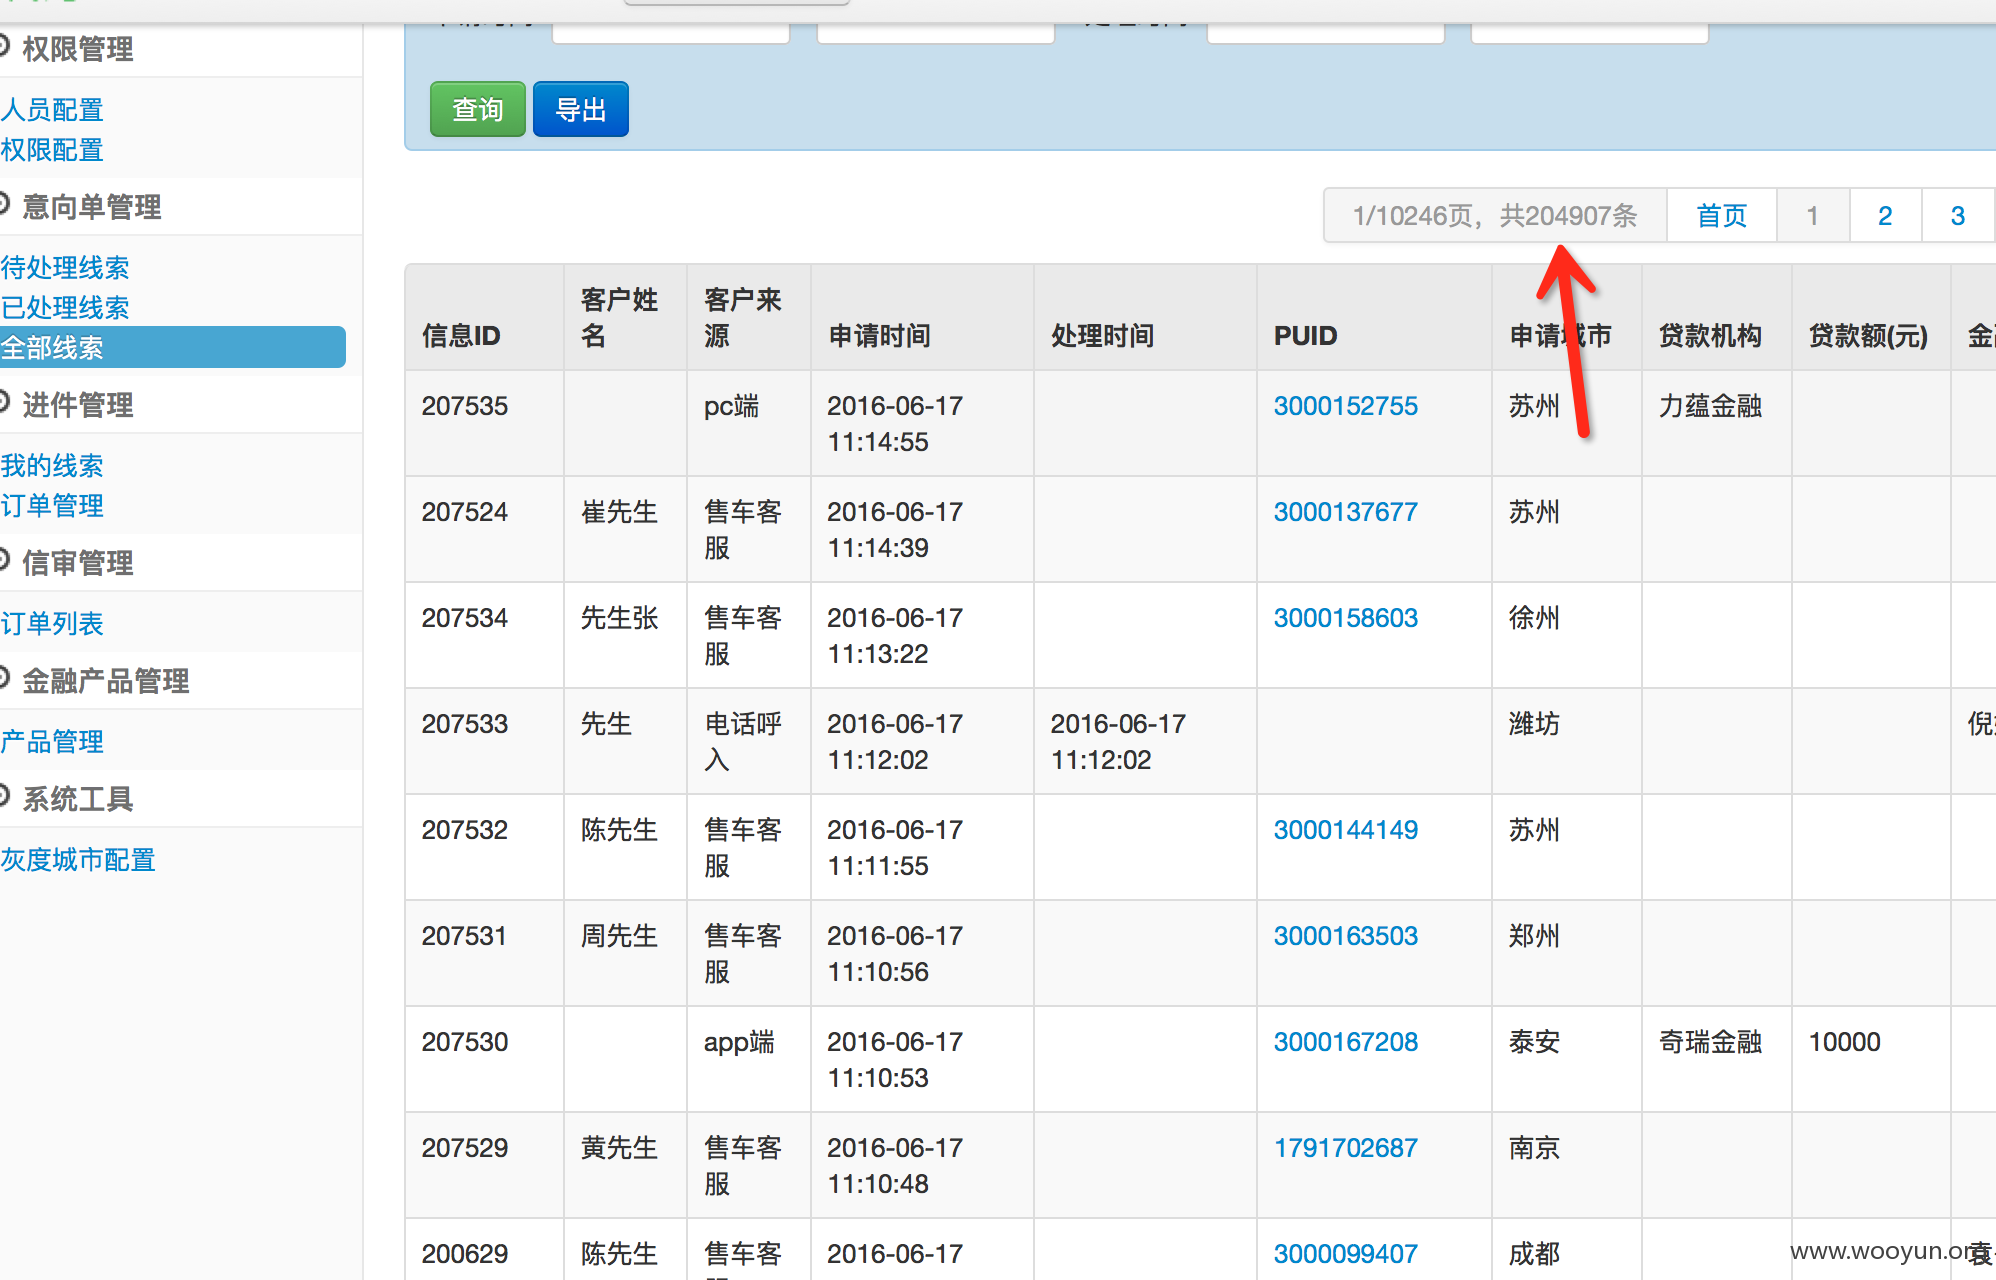 权限管理
人员配置
权限配置
意向单管理
待处理线索
已处理线索
全部线索
进件管理
我的线索
订单管理
信审管理
订单列表
金融产品管理
产品管理
系统工具
灰度城市配置
查询 导出
1/10246页，共204907条 首页 1 2 3
信息ID 客户姓名 客户来源 申请时间 处理时间 PUID 申请城市 贷款机构 贷款额(元)
207535 pc端 2016-06-17 11:14:55 3000152755 苏州 力蕴金融
207524 崔先生 售车客服 2016-06-17 11:14:39 3000137677 苏州
207534 先生张 售车客服 2016-06-17 11:13:22 3000158603 徐州
207533 先生 电话呼入 2016-06-17 11:12:02 2016-06-17 11:12:02 潍坊 倪
207532 陈先生 售车客服 2016-06-17 11:11:55 3000144149 苏州
207531 周先生 售车客服 2016-06-17 11:10:56 3000163503 郑州
207530 app端 2016-06-17 11:10:53 3000167208 泰安 奇瑞金融 10000
207529 黄先生 售车客服 2016-06-17 11:10:48 1791702687 南京
200629 陈先生 售车客 2016-06-17 3000099407 成都
www.wooyun.org